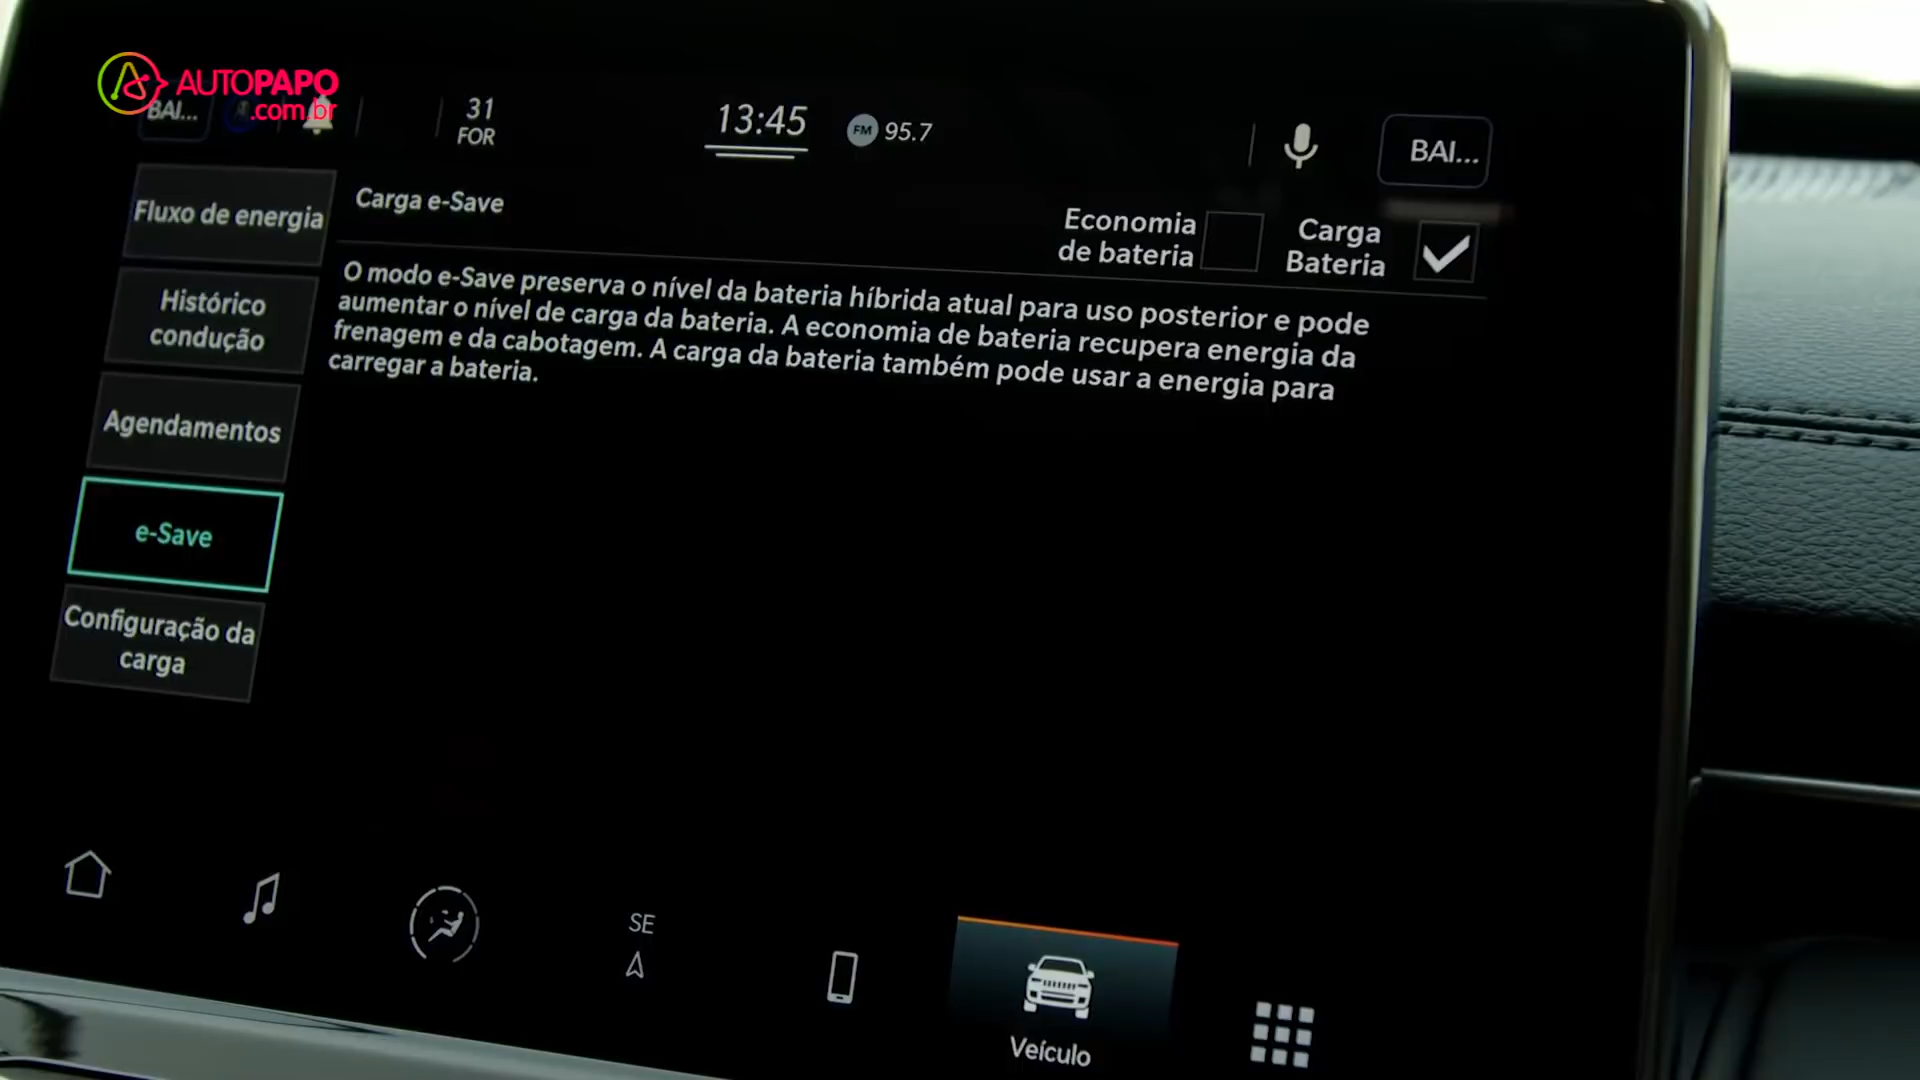 AUTOPAPO
.com.br
BAI...
31
FOR
13:45
FM 95.7
BAI...
Fluxo de energia
Histórico
condução
Agendamentos
e-Save
Configuração da
carga
Carga e-Save
Economia
de bateria
Carga
Bateria
O modo e-Save preserva o nível da bateria híbrida atual para uso posterior e pode
aumentar o nível de carga da bateria. A economia de bateria recupera energia da
frenagem e da cabotagem. A carga da bateria também pode usar a energia para
carregar a bateria.
SE
Veículo